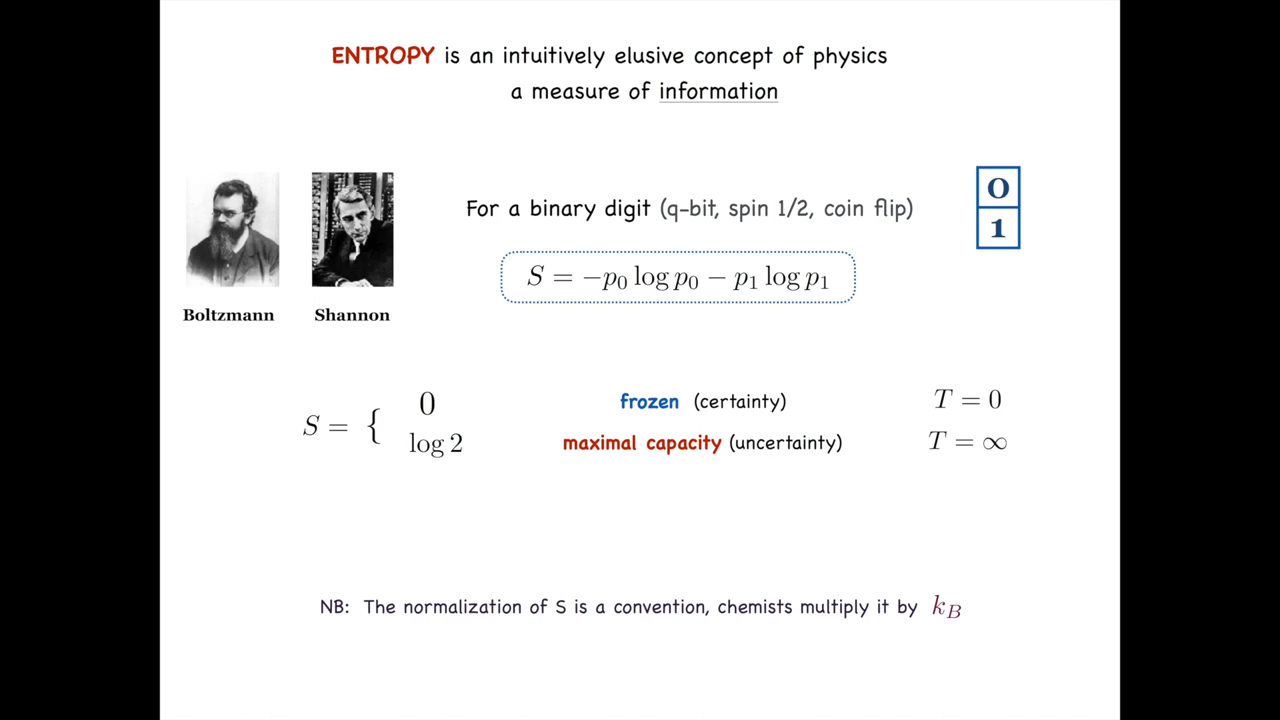 ENTROPY is an intuitively elusive concept of physics
a measure of information
For a binary digit (q-bit, spin 1/2, coin flip)
0
1
S = −p₀ log p₀ − p₁ log p₁
Boltzmann Shannon
S = { 0 frozen (certainty) T = 0
log 2 maximal capacity (uncertainty) T = ∞
NB: The normalization of S is a convention, chemists multiply it by k_B